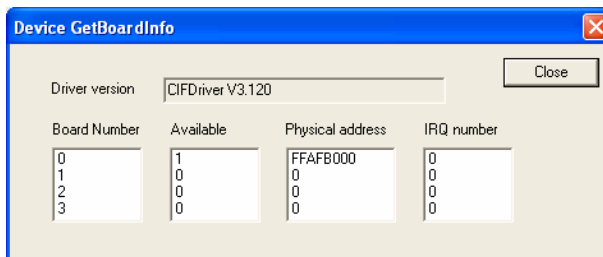 Device GetBoardInfo
Close
Driver version CIFDriver V3.120
Board Number Available Physical address IRQ number
0 1 FFAFB000 0
1 0 0 0
2 0 0 0
3 0 0 0